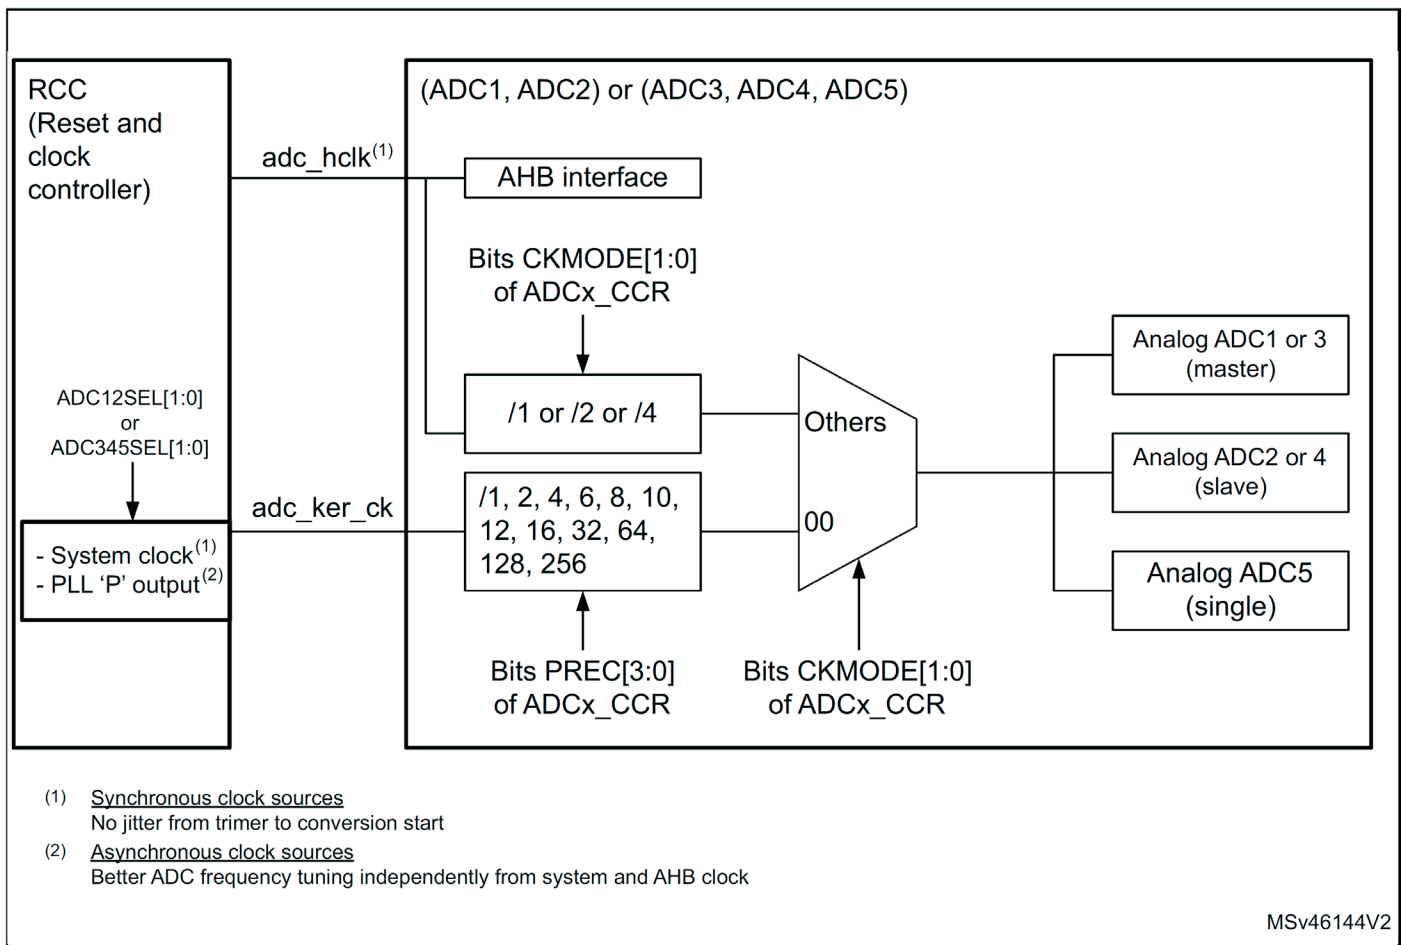 RCC
(Reset and
clock
controller)
ADC12SEL[1:0]
or
ADC345SEL[1:0]
- System clock(1)
- PLL ‘P’ output(2)
adc_hclk(1)
adc_ker_ck
(ADC1, ADC2) or (ADC3, ADC4, ADC5)
AHB interface
Bits CKMODE[1:0]
of ADCx_CCR
/1 or /2 or /4
/1, 2, 4, 6, 8, 10,
12, 16, 32, 64,
128, 256
Bits PREC[3:0]
of ADCx_CCR
Others
00
Bits CKMODE[1:0]
of ADCx_CCR
Analog ADC1 or 3
(master)
Analog ADC2 or 4
(slave)
Analog ADC5
(single)
(1) Synchronous clock sources
No jitter from trimer to conversion start
(2) Asynchronous clock sources
Better ADC frequency tuning independently from system and AHB clock
MSv46144V2